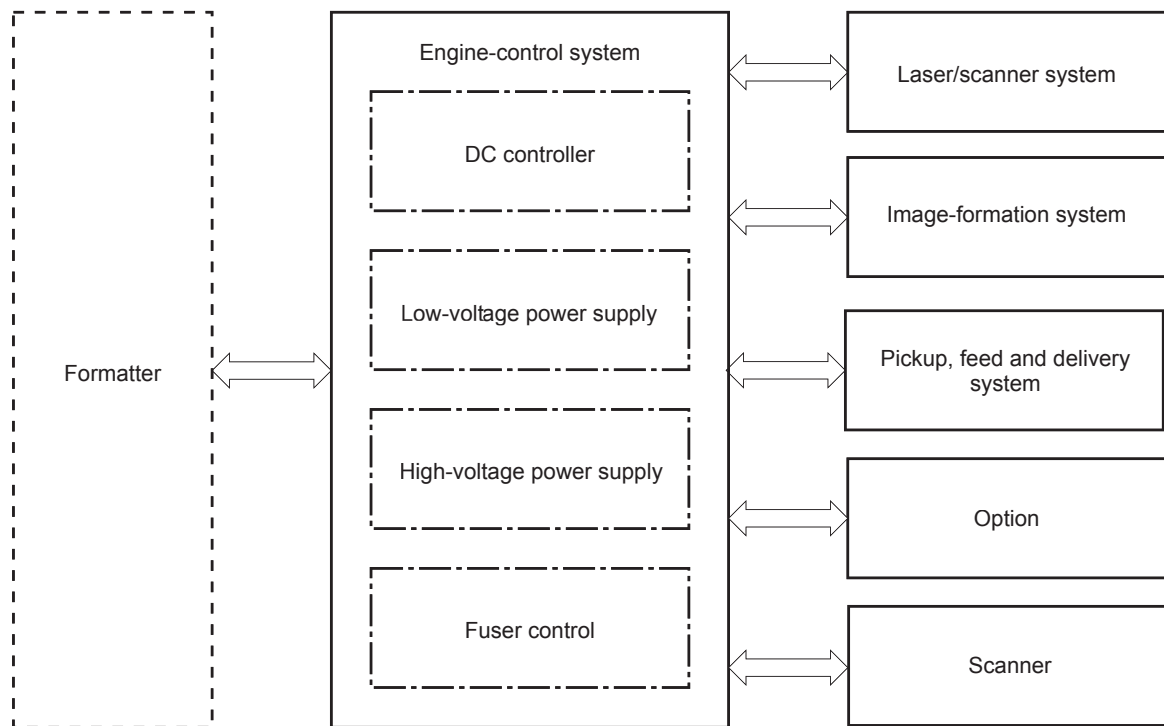 Engine-control system
DC controller
Low-voltage power supply
High-voltage power supply
Fuser control
Formatter
Laser/scanner system
Image-formation system
Pickup, feed and delivery
system
Option
Scanner